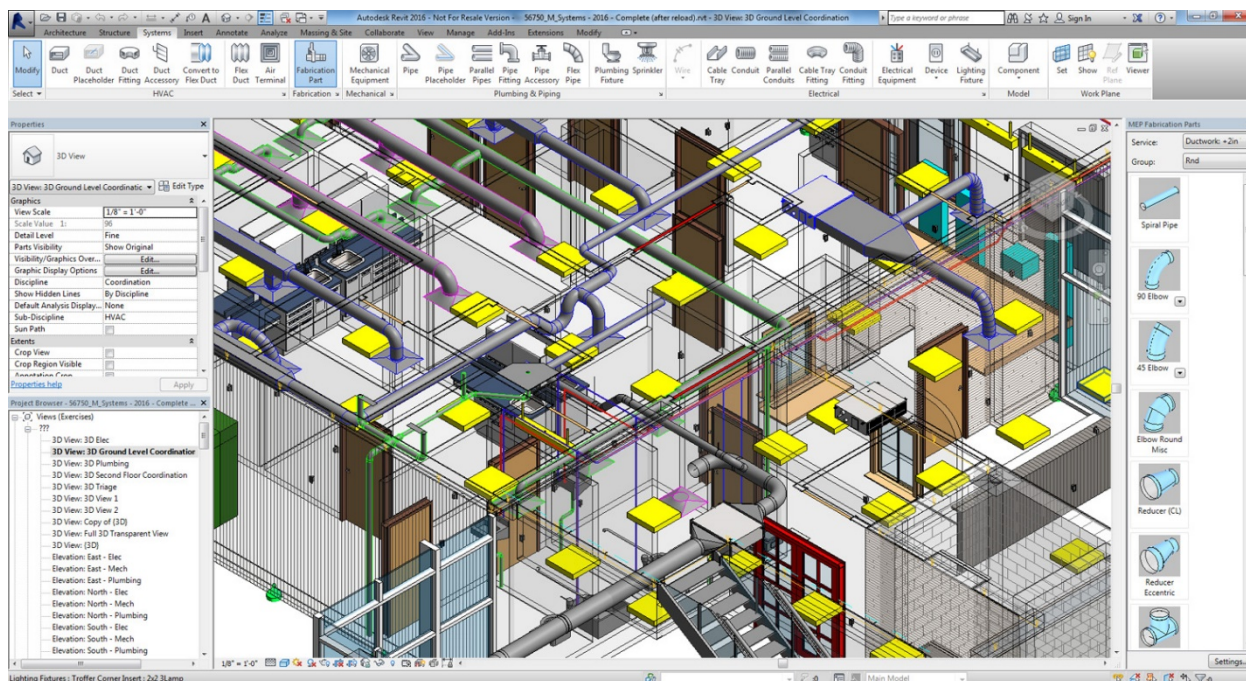 Autodesk Revit 2016 - Not For Resale Version - 56750_M_Systems - 2016 - Complete (after reload).rvt - 3D View: 3D Ground Level Coordination
Type a keyword or phrase
Sign In
Architecture Structure Systems Insert Annotate Analyze Massing & Site Collaborate View Manage Add-Ins Extensions Modify
Modify
Duct
Duct Placeholder
Duct Fitting
Duct Accessory
Convert to Flex Duct
Flex Duct
Air Terminal
Fabrication Part
Mechanical Equipment
Pipe
Pipe Placeholder
Parallel Pipes
Pipe Fitting
Pipe Accessory
Flex Pipe
Plumbing Fixture
Sprinkler
Wire
Cable Tray
Conduit
Parallel Conduits
Cable Tray Fitting
Conduit Fitting
Electrical Equipment
Device
Lighting Fixture
Component
Set
Show
Ref Plane
Viewer
Select HVAC Fabrication Mechanical Plumbing & Piping Electrical Model Work Plane
Properties
3D View
3D View: 3D Ground Level Coordinatic Edit Type
Graphics
View Scale 1/8" = 1'-0"
Scale Value 1: 96
Detail Level Fine
Parts Visibility Show Original
Visibility/Graphics Over... Edit...
Graphic Display Options Edit...
Discipline Coordination
Show Hidden Lines By Discipline
Default Analysis Display... None
Sub-Discipline HVAC
Sun Path
Extents
Crop View
Crop Region Visible
Annotation Crop
Properties help Apply
Project Browser - 56750_M_Systems - 2016 - Complete ...
Views (Exercises)
???
3D View: 3D Elec
3D View: 3D Ground Level Coordination
3D View: 3D Plumbing
3D View: 3D Second Floor Coordination
3D View: 3D Triage
3D View: 3D View 1
3D View: 3D View 2
3D View: Copy of {3D}
3D View: Full 3D Transparent View
3D View: {3D}
Elevation: East - Elec
Elevation: East - Mech
Elevation: East - Plumbing
Elevation: North - Elec
Elevation: North - Mech
Elevation: North - Plumbing
Elevation: South - Elec
Elevation: South - Mech
Elevation: South - Plumbing
MEP Fabrication Parts
Service: Ductwork: +2in
Group: Rnd
Spiral Pipe
90 Elbow
45 Elbow
Elbow Round
Misc
Reducer (CL)
Reducer
Eccentric
Settings...
1/8" = 1'-0"
Lighting Fixtures : Troffer Corner Insert : 2x2 3Lamp
:0
Main Model